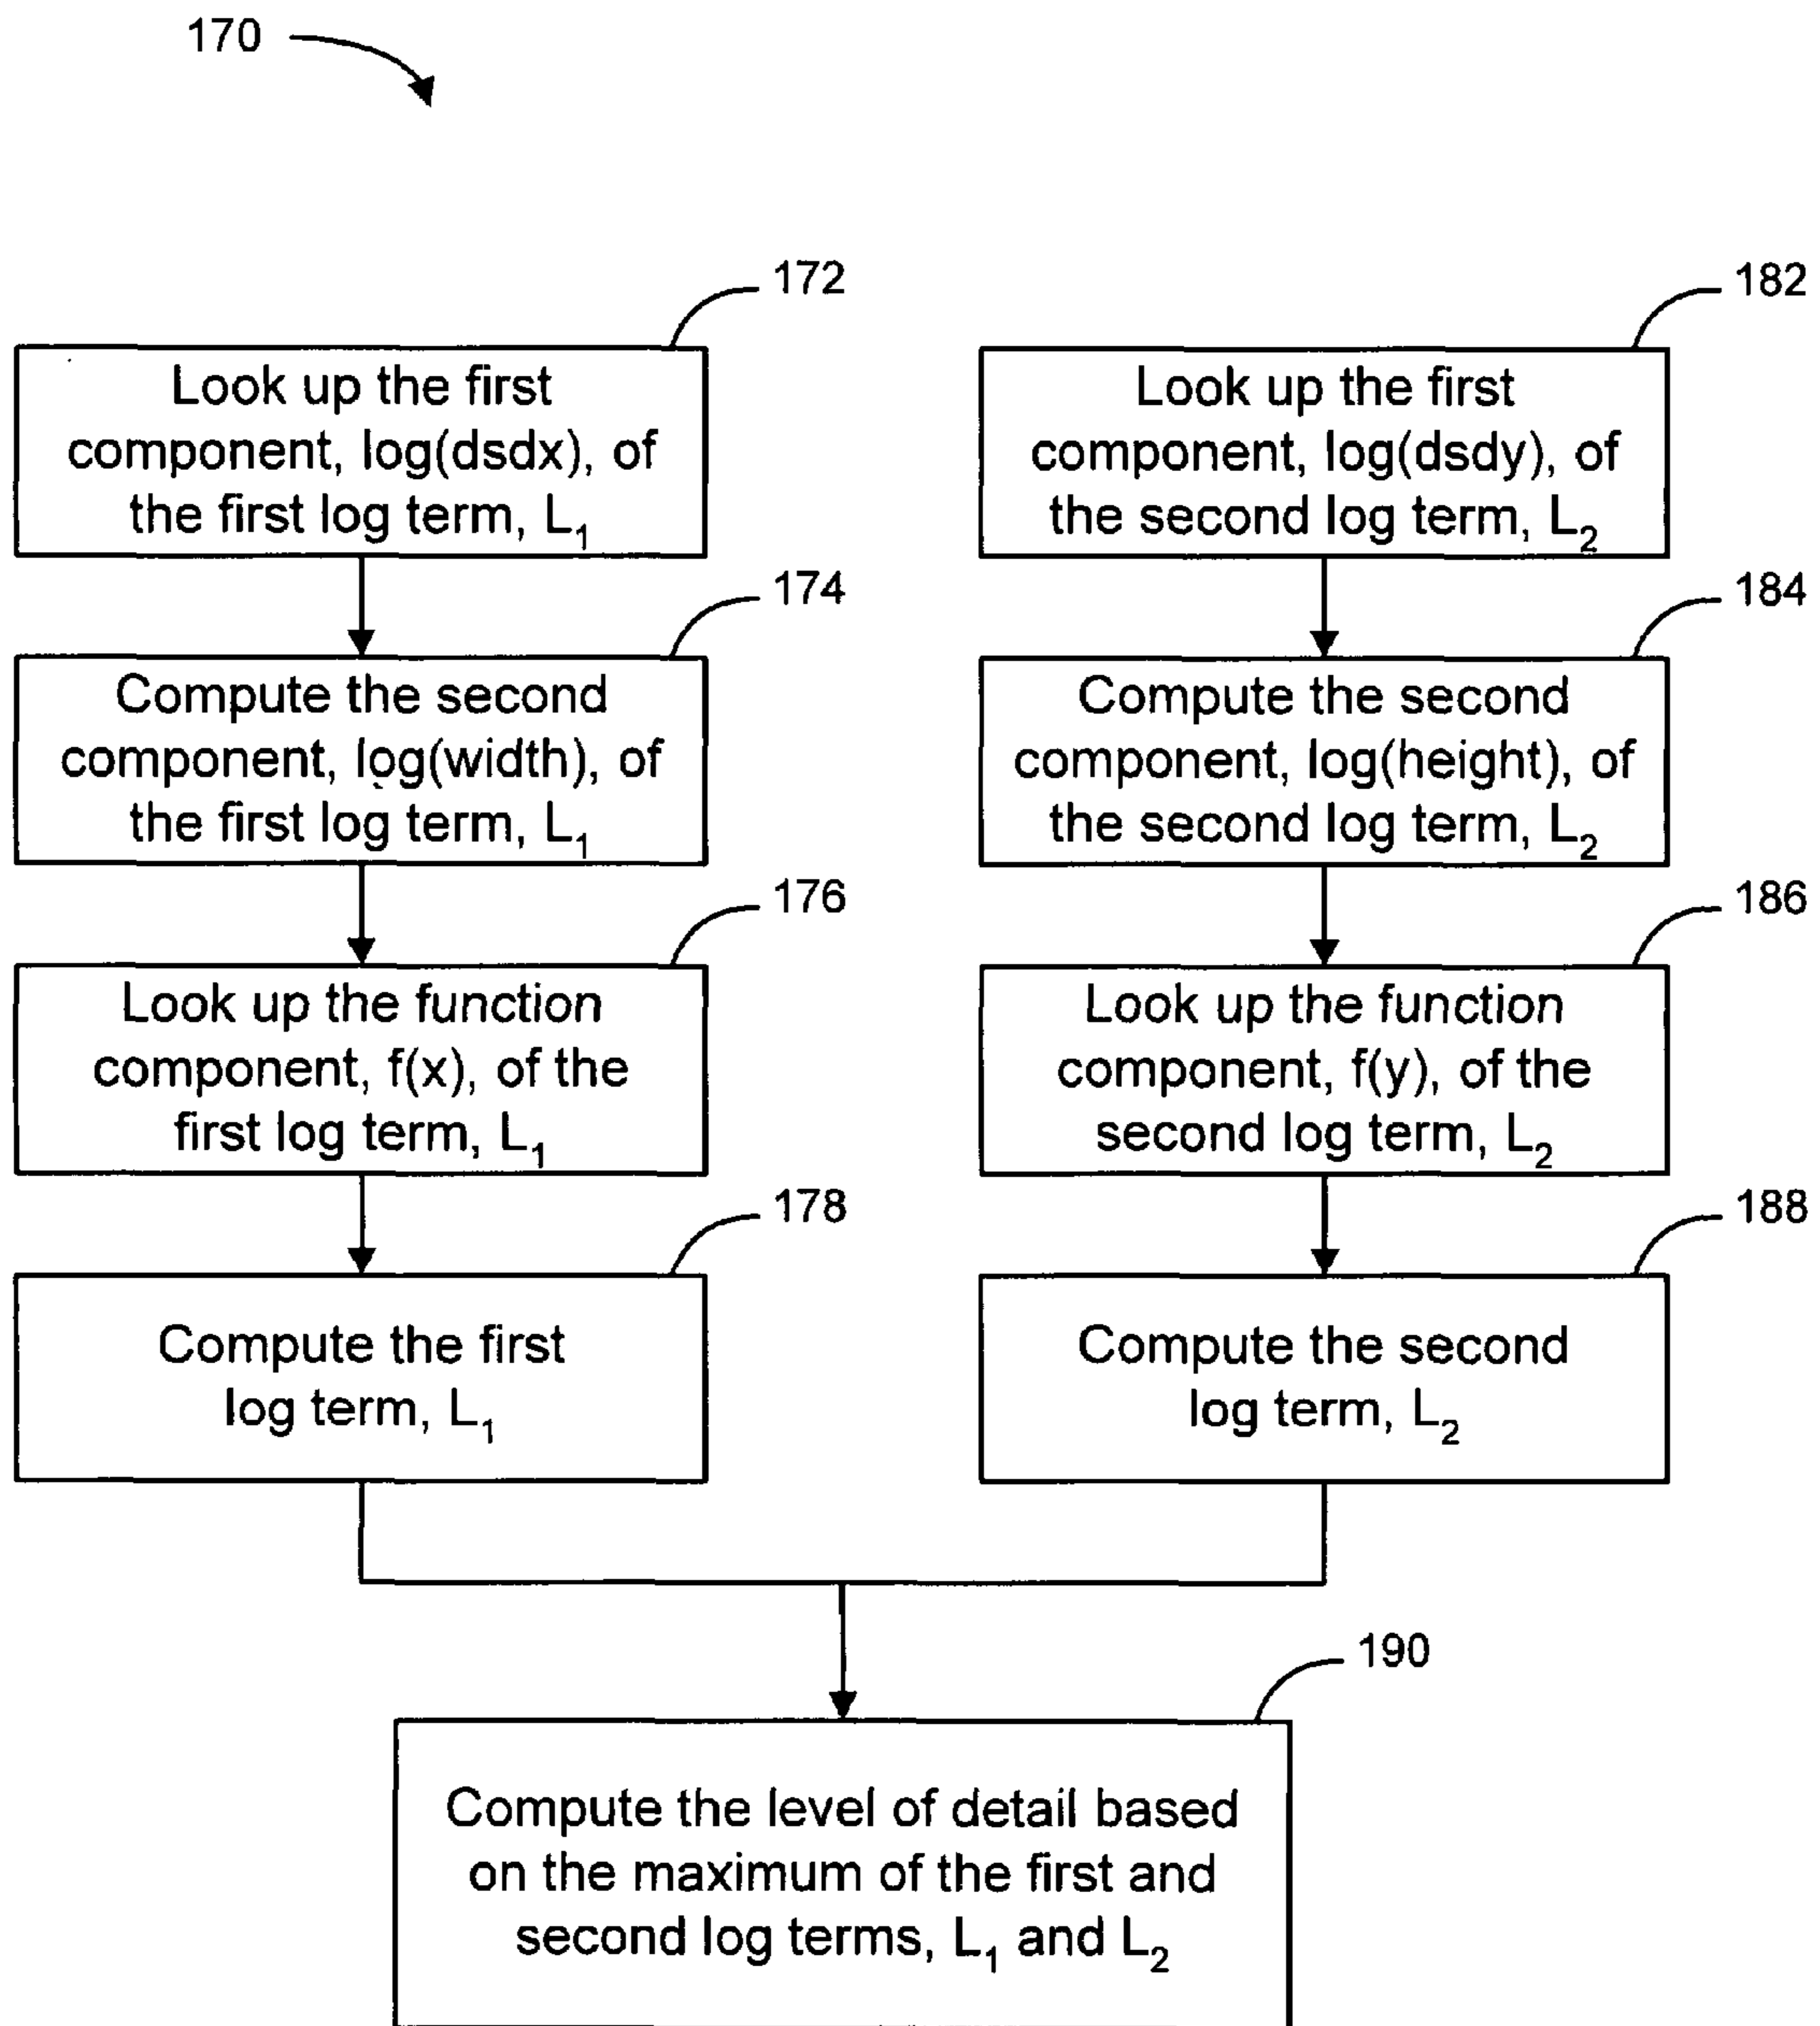 170
172
Look up the first
component, log(dsdx), of
the first log term, L₁
174
Compute the second
component, log(width), of
the first log term, L₁
176
Look up the function
component, f(x), of the
first log term, L₁
178
Compute the first
log term, L₁
182
Look up the first
component, log(dsdy), of
the second log term, L₂
184
Compute the second
component, log(height), of
the second log term, L₂
186
Look up the function
component, f(y), of the
second log term, L₂
188
Compute the second
log term, L₂
190
Compute the level of detail based
on the maximum of the first and
second log terms, L₁ and L₂